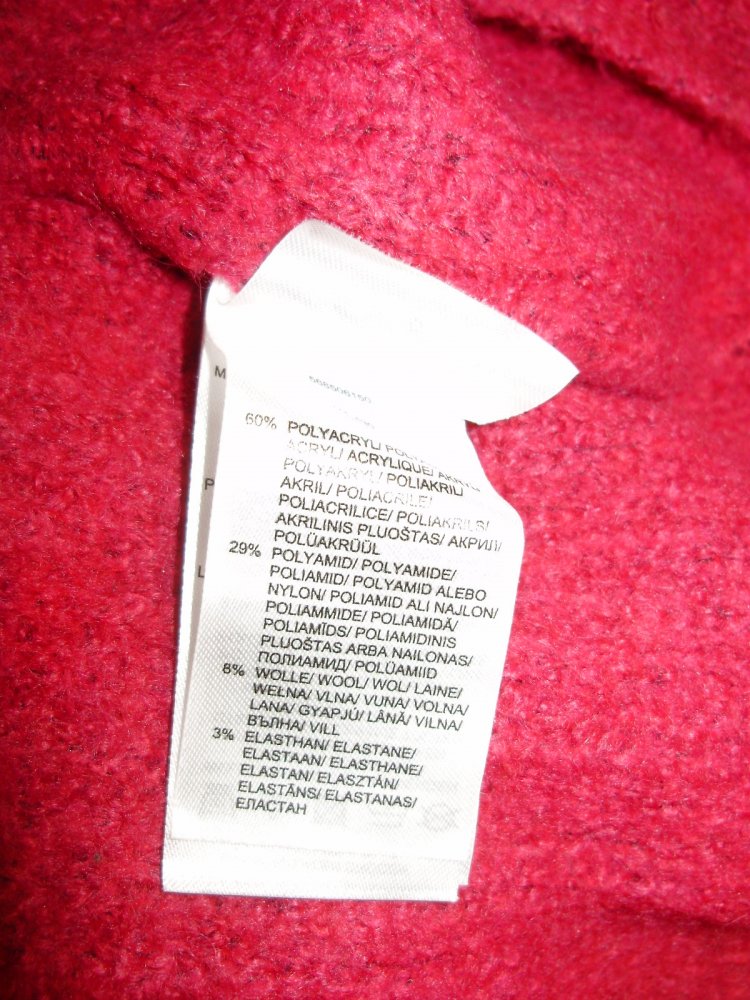 M
60% POLYACRYL/
ACRYL/ ACRYLIQUE/
POLYAKRYL/ POLIAKRIL/
AKRIL/ POLIACRILE/
POLIACRILICE/ POLIAKRILS/
AKRILINIS PLUOŠTAS/ АКРИЛ/
POLÜAKRÜÜL
P
29% POLYAMID/ POLYAMIDE/
POLIAMID/ POLYAMID ALEBO
NYLON/ POLIAMID ALI NAJLON/
L
POLIAMMIDE/ POLIAMIDĂ/
POLIAMĪDS/ POLIAMIDINIS
PLUOŠTAS ARBA NAILONAS/
ПОЛИАМИД/ POLÜAMIID
8% WOLLE/ WOOL/ WOL/ LAINE/
WEŁNA/ VLNA/ VUNA/ VOLNA/
LANA/ GYAPJÚ/ LÂNĂ/ VILNA/
ВЪЛНА/ VILL
3% ELASTHAN/ ELASTANE/
ELASTAAN/ ELASTHANE/
ELASTAN/ ELASZTÁN/
ELASTĀNS/ ELASTANAS/
ЕЛАСТАН